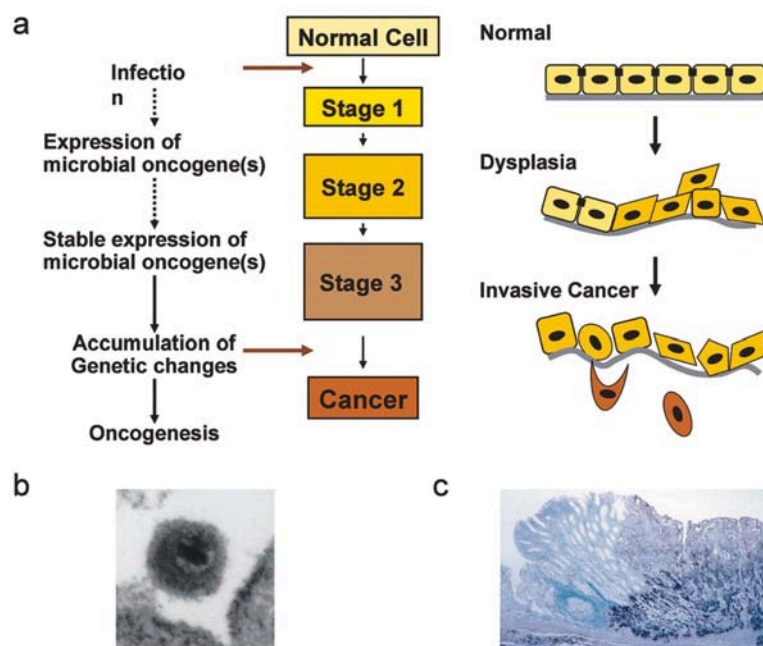 a
Infectio
n
Expression of
microbial oncogene(s)
Stable expression of
microbial oncogene(s)
Accumulation of
Genetic changes
Oncogenesis
Normal Cell
Stage 1
Stage 2
Stage 3
Cancer
Normal
Dysplasia
Invasive Cancer
b
c